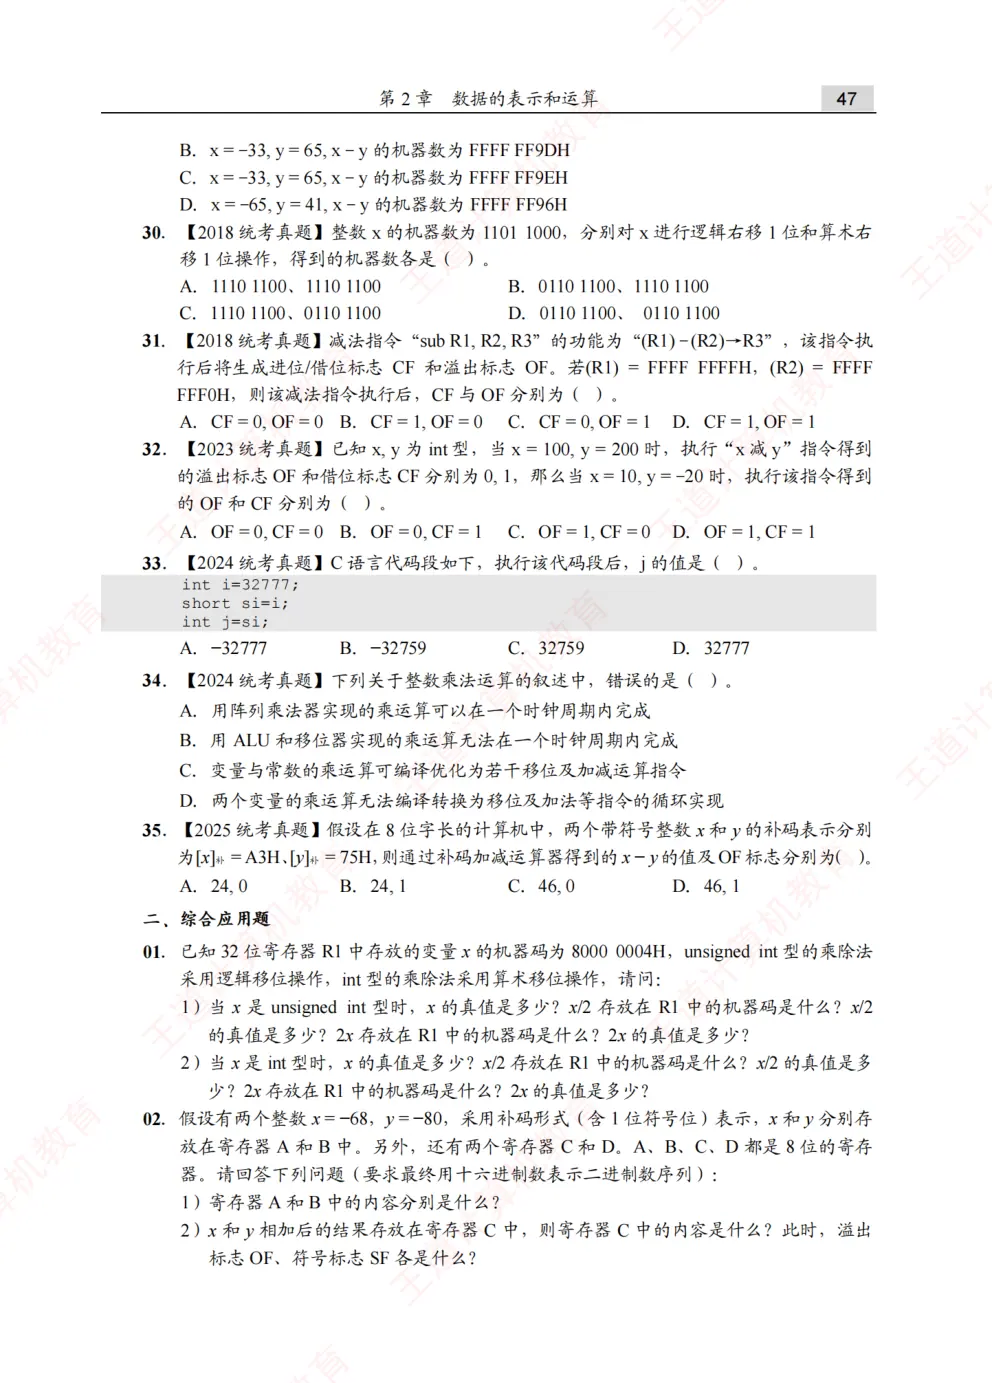 第 2 章 数据的表示和运算 47
B. x = −33, y = 65, x − y 的机器数为 FFFF FF9DH
C. x = −33, y = 65, x − y 的机器数为 FFFF FF9EH
D. x = −65, y = 41, x − y 的机器数为 FFFF FF96H
30. 【2018 统考真题】整数 x 的机器数为 1101 1000，分别对 x 进行逻辑右移 1 位和算术右
移 1 位操作，得到的机器数各是（ ）。
A. 1110 1100、1110 1100 B. 0110 1100、1110 1100
C. 1110 1100、0110 1100 D. 0110 1100、 0110 1100
31. 【2018 统考真题】减法指令“sub R1, R2, R3”的功能为“(R1) − (R2)→R3”，该指令执
行后将生成进位/借位标志 CF 和溢出标志 OF。若(R1) = FFFF FFFFH，(R2) = FFFF
FFF0H，则该减法指令执行后，CF 与 OF 分别为（ ）。
A. CF = 0, OF = 0 B. CF = 1, OF = 0 C. CF = 0, OF = 1 D. CF = 1, OF = 1
32. 【2023 统考真题】已知 x, y 为 int 型，当 x = 100, y = 200 时，执行“x 减 y”指令得到
的溢出标志 OF 和借位标志 CF 分别为 0, 1，那么当 x = 10, y = −20 时，执行该指令得到
的 OF 和 CF 分别为（ ）。
A. OF = 0, CF = 0 B. OF = 0, CF = 1 C. OF = 1, CF = 0 D. OF = 1, CF = 1
33. 【2024 统考真题】C 语言代码段如下，执行该代码段后，j 的值是（ ）。
int i=32777;
short si=i;
int j=si;
A. −32777 B. −32759 C. 32759 D. 32777
34. 【2024 统考真题】下列关于整数乘法运算的叙述中，错误的是（ ）。
A. 用阵列乘法器实现的乘运算可以在一个时钟周期内完成
B. 用 ALU 和移位器实现的乘运算无法在一个时钟周期内完成
C. 变量与常数的乘运算可编译优化为若干移位及加减运算指令
D. 两个变量的乘运算无法编译转换为移位及加法等指令的循环实现
35. 【2025 统考真题】假设在 8 位字长的计算机中，两个带符号整数 x 和 y 的补码表示分别
为[x]补 = A3H、[y]补 = 75H，则通过补码加减运算器得到的 x − y 的值及 OF 标志分别为( )。
A. 24, 0 B. 24, 1 C. 46, 0 D. 46, 1
二、综合应用题
01. 已知 32 位寄存器 R1 中存放的变量 x 的机器码为 8000 0004H，unsigned int 型的乘除法
采用逻辑移位操作，int 型的乘除法采用算术移位操作，请问：
1）当 x 是 unsigned int 型时，x 的真值是多少？x/2 存放在 R1 中的机器码是什么？x/2
的真值是多少？2x 存放在 R1 中的机器码是什么？2x 的真值是多少？
2）当 x 是 int 型时，x 的真值是多少？x/2 存放在 R1 中的机器码是什么？x/2 的真值是多
少？2x 存放在 R1 中的机器码是什么？2x 的真值是多少？
02. 假设有两个整数 x = −68，y = −80，采用补码形式（含 1 位符号位）表示，x 和 y 分别存
放在寄存器 A 和 B 中。另外，还有两个寄存器 C 和 D。A、B、C、D 都是 8 位的寄存
器。请回答下列问题（要求最终用十六进制数表示二进制数序列）：
1）寄存器 A 和 B 中的内容分别是什么？
2）x 和 y 相加后的结果存放在寄存器 C 中，则寄存器 C 中的内容是什么？此时，溢出
标志 OF、符号标志 SF 各是什么？